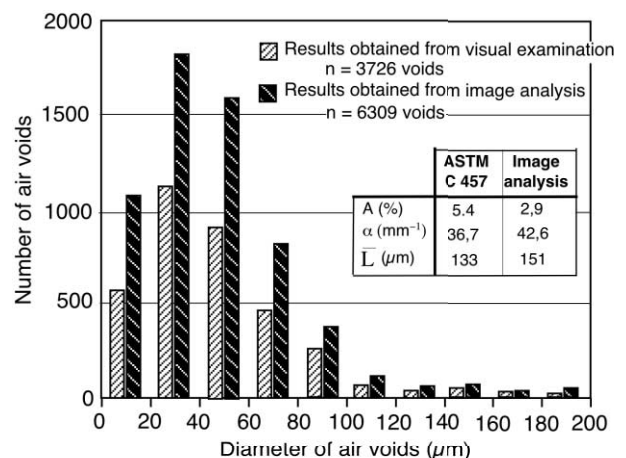 2000
1500
1000
500
0
Number of air voids
Results obtained from visual examination
n = 3726 voids
Results obtained from image analysis
n = 6309 voids
ASTM C 457 Image analysis
A (%) 5.4 2,9
α (mm⁻¹) 36,7 42,6
L̅ (µm) 133 151
0 20 40 60 80 100 120 140 160 180 200
Diameter of air voids (µm)